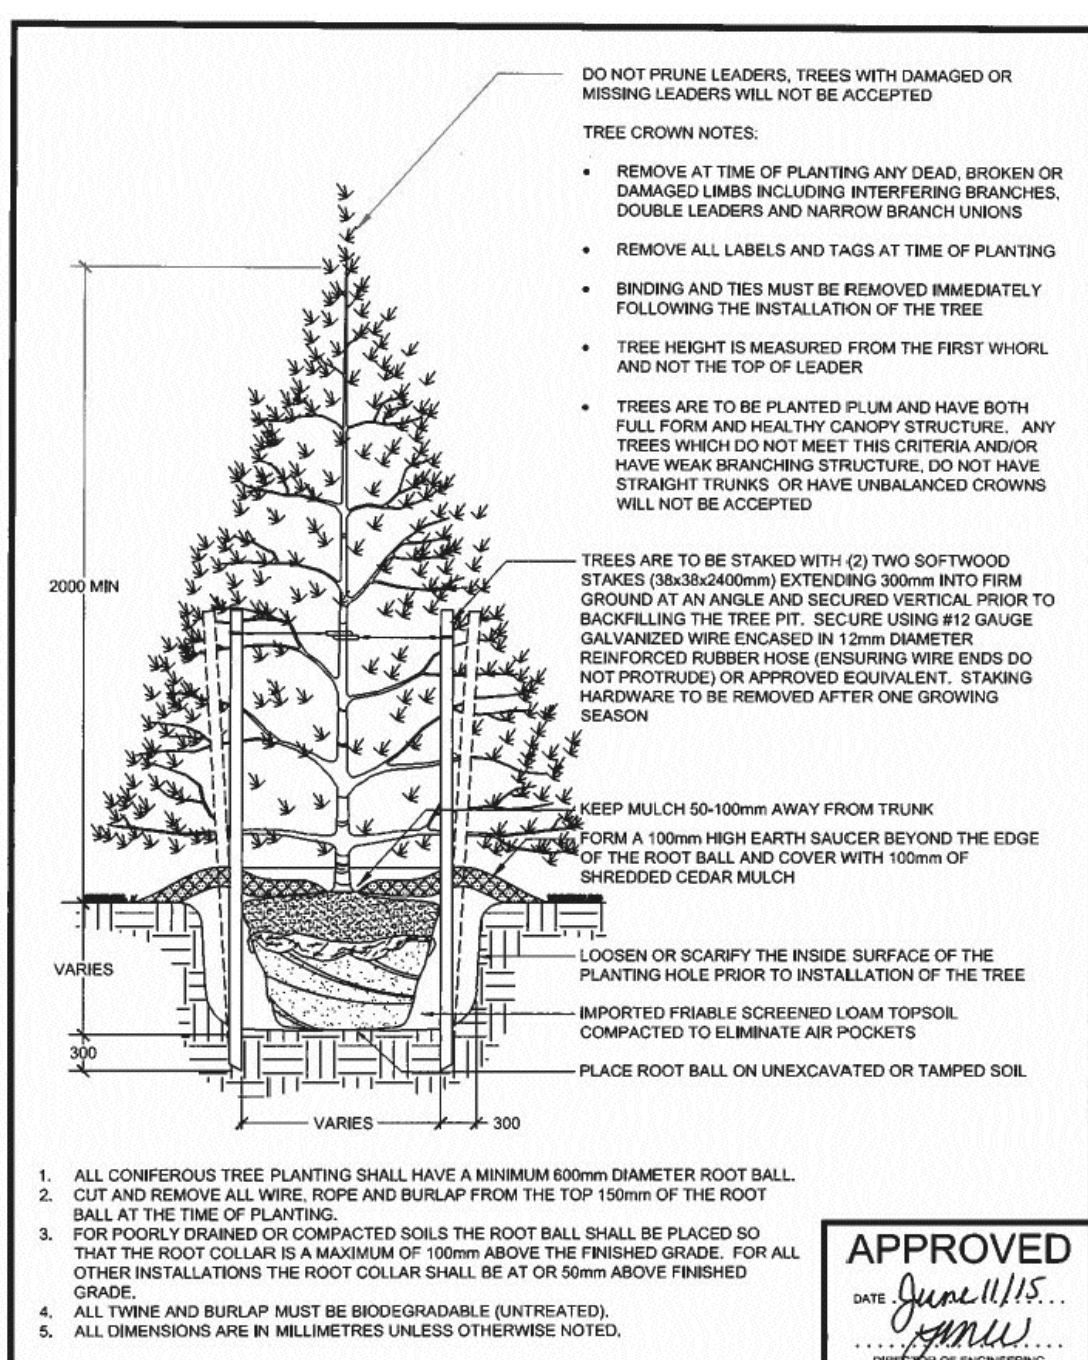 DO NOT PRUNE LEADERS, TREES WITH DAMAGED OR
MISSING LEADERS WILL NOT BE ACCEPTED
TREE CROWN NOTES:
• REMOVE AT TIME OF PLANTING ANY DEAD, BROKEN OR
DAMAGED LIMBS INCLUDING INTERFERING BRANCHES,
DOUBLE LEADERS AND NARROW BRANCH UNIONS
• REMOVE ALL LABELS AND TAGS AT TIME OF PLANTING
• BINDING AND TIES MUST BE REMOVED IMMEDIATELY
FOLLOWING THE INSTALLATION OF THE TREE
• TREE HEIGHT IS MEASURED FROM THE FIRST WHORL
AND NOT THE TOP OF LEADER
• TREES ARE TO BE PLANTED PLUM AND HAVE BOTH
FULL FORM AND HEALTHY CANOPY STRUCTURE. ANY
TREES WHICH DO NOT MEET THIS CRITERIA AND/OR
HAVE WEAK BRANCHING STRUCTURE, DO NOT HAVE
STRAIGHT TRUNKS OR HAVE UNBALANCED CROWNS
WILL NOT BE ACCEPTED
2000 MIN
TREES ARE TO BE STAKED WITH (2) TWO SOFTWOOD
STAKES (38x38x2400mm) EXTENDING 300mm INTO FIRM
GROUND AT AN ANGLE AND SECURED VERTICAL PRIOR TO
BACKFILLING THE TREE PIT. SECURE USING #12 GAUGE
GALVANIZED WIRE ENCASED IN 12mm DIAMETER
REINFORCED RUBBER HOSE (ENSURING WIRE ENDS DO
NOT PROTRUDE) OR APPROVED EQUIVALENT. STAKING
HARDWARE TO BE REMOVED AFTER ONE GROWING
SEASON
KEEP MULCH 50-100mm AWAY FROM TRUNK
FORM A 100mm HIGH EARTH SAUCER BEYOND THE EDGE
OF THE ROOT BALL AND COVER WITH 100mm OF
SHREDDED CEDAR MULCH
VARIES
LOOSEN OR SCARIFY THE INSIDE SURFACE OF THE
PLANTING HOLE PRIOR TO INSTALLATION OF THE TREE
IMPORTED FRIABLE SCREENED LOAM TOPSOIL
COMPACTED TO ELIMINATE AIR POCKETS
300
PLACE ROOT BALL ON UNEXCAVATED OR TAMPED SOIL
VARIES
300
1. ALL CONIFEROUS TREE PLANTING SHALL HAVE A MINIMUM 600mm DIAMETER ROOT BALL.
2. CUT AND REMOVE ALL WIRE, ROPE AND BURLAP FROM THE TOP 150mm OF THE ROOT
BALL AT THE TIME OF PLANTING.
3. FOR POORLY DRAINED OR COMPACTED SOILS THE ROOT BALL SHALL BE PLACED SO
THAT THE ROOT COLLAR IS A MAXIMUM OF 100mm ABOVE THE FINISHED GRADE. FOR ALL
OTHER INSTALLATIONS THE ROOT COLLAR SHALL BE AT OR 50mm ABOVE FINISHED
GRADE.
4. ALL TWINE AND BURLAP MUST BE BIODEGRADABLE (UNTREATED).
5. ALL DIMENSIONS ARE IN MILLIMETRES UNLESS OTHERWISE NOTED.
APPROVED
DATE June 11/15
DIRECTOR OF ENGINEERING